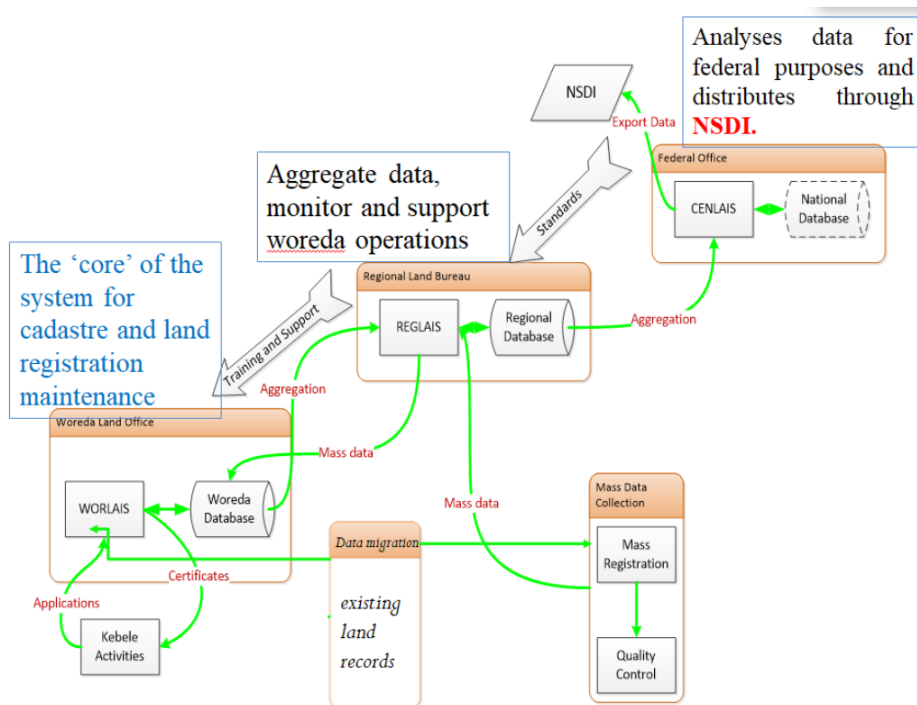 Analyses data for
federal purposes and
distributes through
NSDI.
NSDI
Export Data
Federal Office
CENLAIS
National
Database
Standards
Aggregate data,
monitor and support
woreda operations
Regional Land Bureau
REGLAIS
Regional
Database
Aggregation
The ‘core’ of the
system for
cadastre and land
registration
maintenance
Training and Support
Aggregation
Woreda Land Office
Mass data
WORLAIS
Woreda
Database
Mass data
Mass Data
Collection
Mass
Registration
Quality
Control
Data migration
existing
land
records
Certificates
Applications
Kebele
Activities